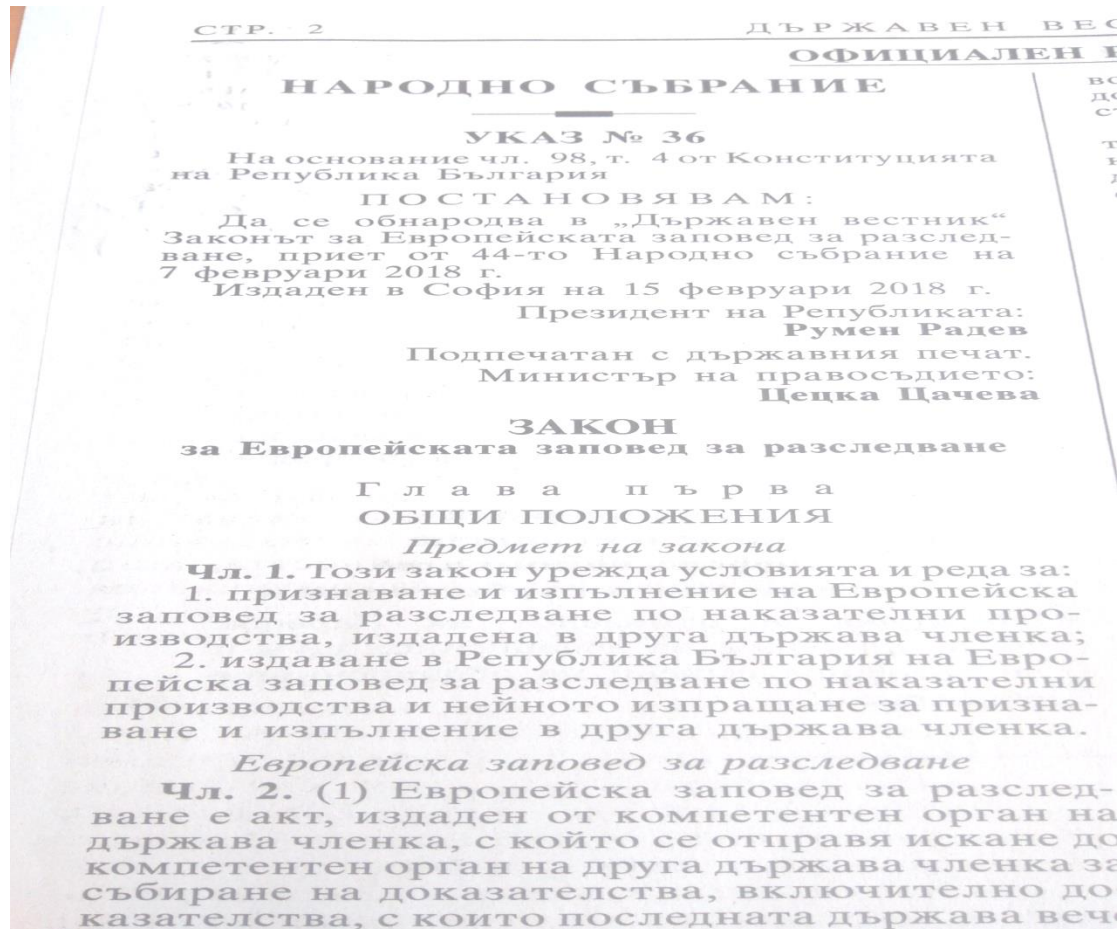 СТР. 2
ДЪРЖАВЕН
ОФИЦИАЛЕН
НАРОДНО СЪБРАНИЕ
УКАЗ № 36
На основание чл. 98, т. 4 от Конституцията
на Република България
ПОСТАНОВЯВАМ:
Да се обнародва в „Държавен вестник“
Законът за Европейската заповед за разслед-
ване, приет от 44-то Народно събрание на
7 февруари 2018 г.
Издаден в София на 15 февруари 2018 г.
Президент на Републиката:
Румен Радев
Подпечатан с държавния печат.
Министър на правосъдието:
Цецка Цачева
ЗАКОН
за Европейската заповед за разследване
Глава първа
ОБЩИ ПОЛОЖЕНИЯ
Предмет на закона
Чл. 1. Този закон урежда условията и реда за:
1. признаване и изпълнение на Европейска
заповед за разследване по наказателни про-
изводства, издадена в друга държава членка;
2. издаване в Република България на Евро-
пейска заповед за разследване по наказателни
производства и нейното изпращане за призна-
ване и изпълнение в друга държава членка.
Европейска заповед за разследване
Чл. 2. (1) Европейска заповед за разслед-
ване е акт, издаден от компетентен орган на
държава членка, с който се отправя искане до
компетентен орган на друга държава членка за
събиране на доказателства, включително до
казателства, с които последната държава вече